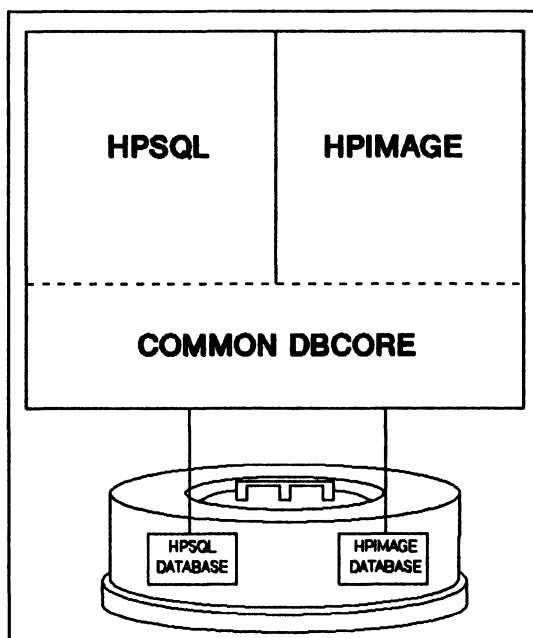 HPSQL
HPIMAGE
COMMON DBCORE
HPSQL
DATABASE
HPIMAGE
DATABASE